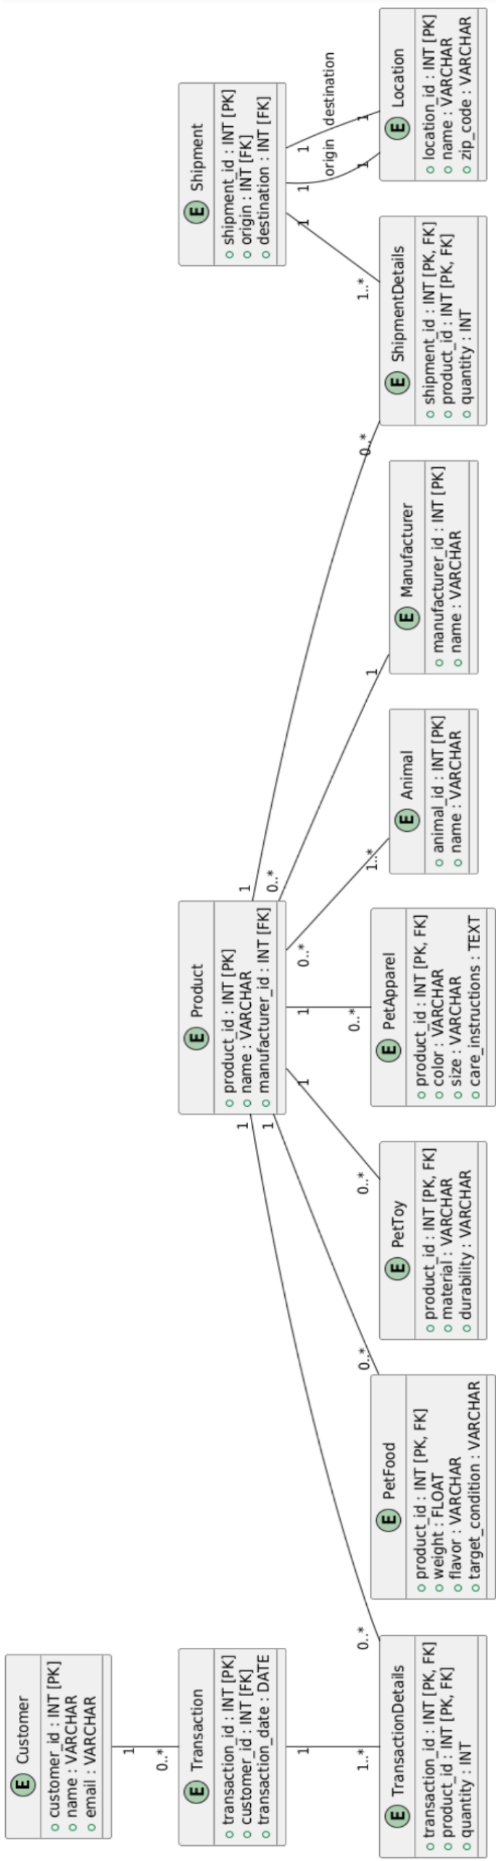 E Customer
customer_id : INT [PK]
name : VARCHAR
email : VARCHAR
1
0..*
E Transaction
transaction_id : INT [PK]
customer_id : INT [FK]
transaction_date : DATE
E Product
product_id : INT [PK]
name : VARCHAR
manufacturer_id : INT [FK]
E Shipment
shipment_id : INT [PK]
origin : INT [FK]
destination : INT [FK]
1
1
1
0..*
1
1
1
1
0..*
1
1
1
origin
destination
1..*
0..*
0..*
0..*
0..*
1..*
1
0..*
1..*
1
1
E TransactionDetails
transaction_id : INT [PK, FK]
product_id : INT [PK, FK]
quantity : INT
E PetFood
product_id : INT [PK, FK]
weight : FLOAT
flavor : VARCHAR
target_condition : VARCHAR
E PetToy
product_id : INT [PK, FK]
material : VARCHAR
durability : VARCHAR
E PetApparel
product_id : INT [PK, FK]
color : VARCHAR
size : VARCHAR
care_instructions : TEXT
E Animal
animal_id : INT [PK]
name : VARCHAR
E Manufacturer
manufacturer_id : INT [PK]
name : VARCHAR
E ShipmentDetails
shipment_id : INT [PK, FK]
product_id : INT [PK, FK]
quantity : INT
E Location
location_id : INT [PK]
name : VARCHAR
zip_code : VARCHAR